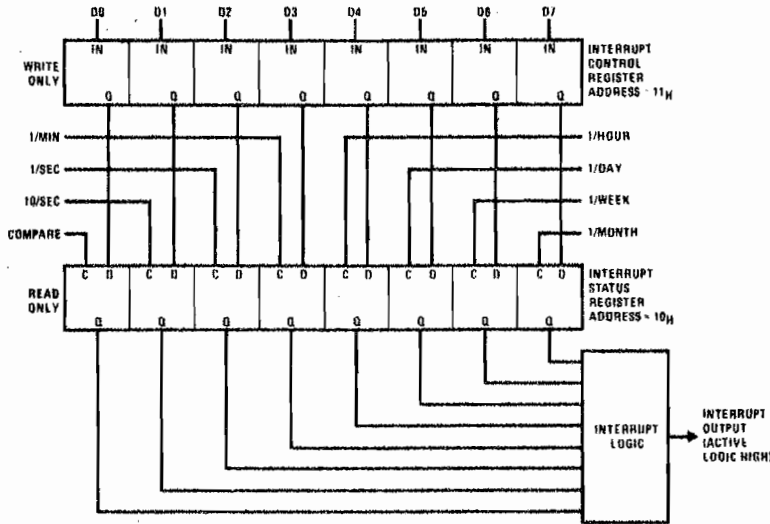 D0 D1 D2 D3 D4 D5 D6 D7
IN IN IN IN IN IN IN IN
WRITE
ONLY
Q Q Q Q Q Q Q Q
INTERRUPT
CONTROL
REGISTER
ADDRESS - 11H
1/MIN
1/HOUR
1/SEC
1/DAY
10/SEC
1/WEEK
COMPARE
1/MONTH
C D C D C D C D C D C D C D C D
READ
ONLY
Q Q Q Q Q Q Q Q
INTERRUPT
STATUS
REGISTER
ADDRESS = 10H
INTERRUPT
LOGIC
INTERRUPT
OUTPUT
(ACTIVE
LOGIC HIGH)